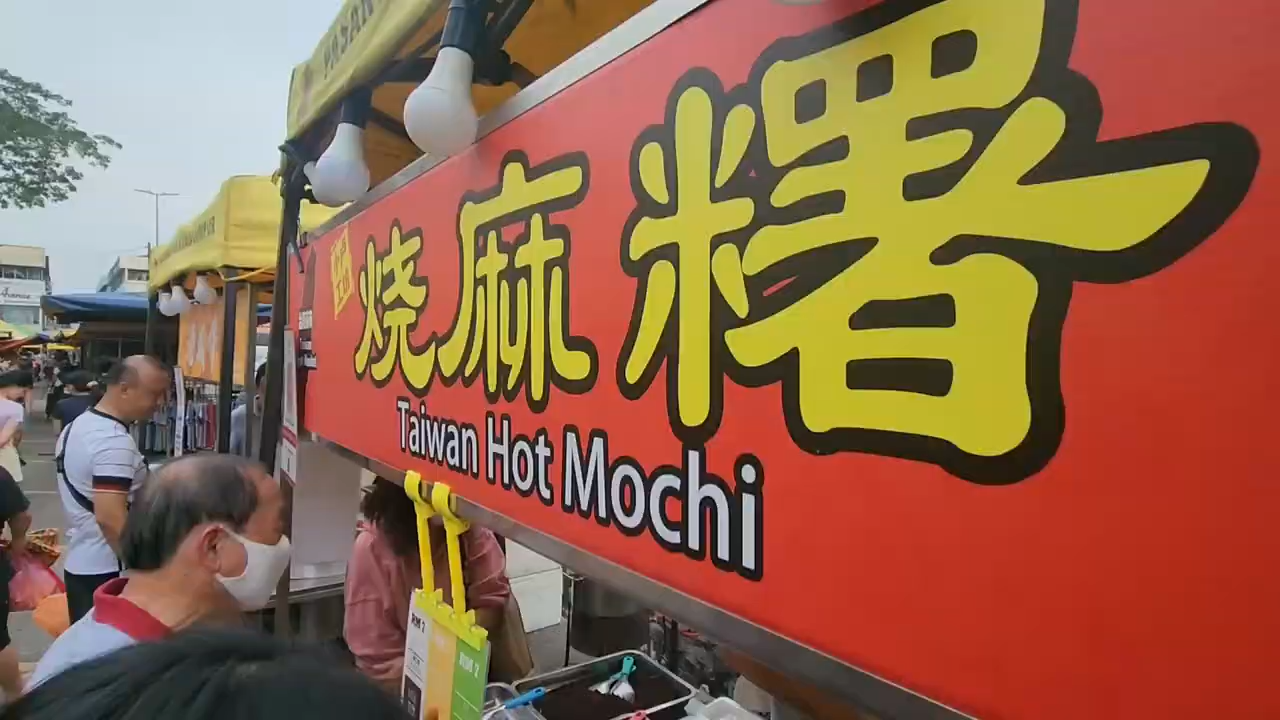 烧麻糬
Taiwan Hot Mochi